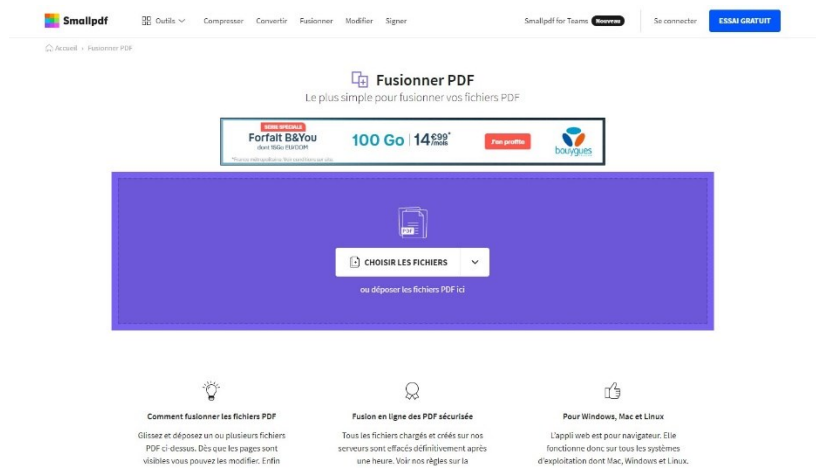 Smallpdf
Outils
Compresser
Convertir
Fusionner
Modifier
Signer
Smallpdf for Teams
Nouveau
Se connecter
ESSAI GRATUIT
Accueil > Fusionner PDF
Fusionner PDF
Le plus simple pour fusionner vos fichiers PDF
SÉRIE SPÉCIALE
Forfait B&You
100 Go
14€99*
/mois
J'en profite
bouygues
PDF
CHOISIR LES FICHIERS
ou déposer les fichiers PDF ici
Comment fusionner les fichiers PDF
Glissez et déposez un ou plusieurs fichiers
PDF ci-dessus. Dès que les pages sont
visibles vous pouvez les modifier. Enfin
Fusion en ligne des PDF sécurisée
Tous les fichiers chargés et créés sur nos
serveurs sont effacés définitivement après
une heure. Voir nos règles sur la
Pour Windows, Mac et Linux
L'appli web est pour navigateur. Elle
fonctionne donc sur tous les systèmes
d'exploitation dont Mac, Windows et Linux.